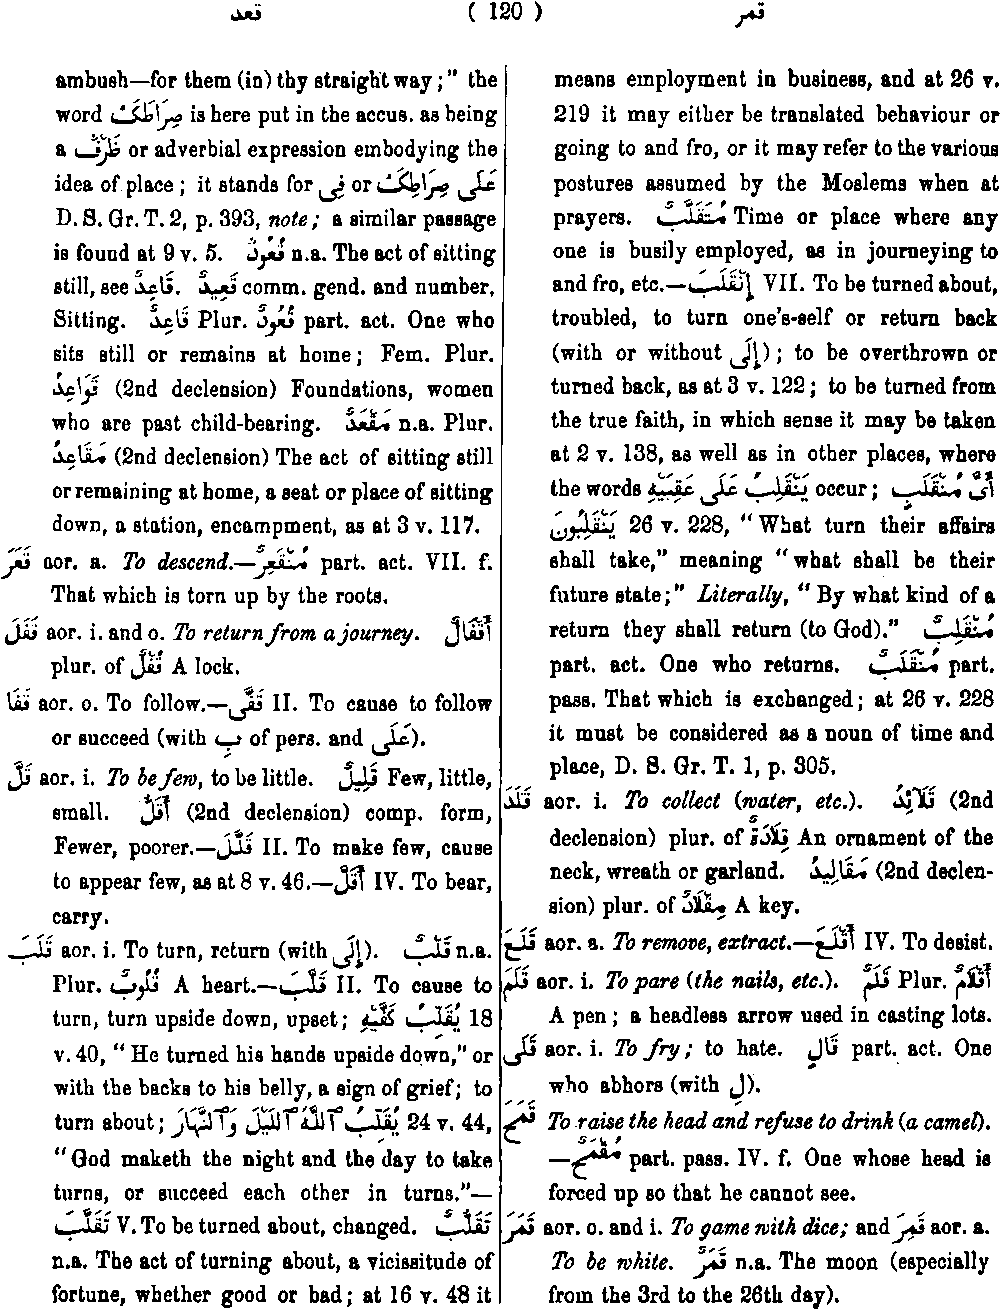 قعد ( 120 ) قمر
ambush—for them (in) thy straight way;" the
word صِرَاطَكَ is here put in the accus. as being
a ظَرْفٌ or adverbial expression embodying the
idea of place; it stands for فِى or عَلَى صِرَاطِكَ
D. S. Gr. T. 2, p. 393, note; a similar passage
is found at 9 v. 5. قُعُودٌ n.a. The act of sitting
still, see قَاعِدٌ. قَعِيدٌ comm. gend. and number,
Sitting. قَاعِدٌ Plur. قُعُودٌ part. act. One who
sits still or remains at home; Fem. Plur.
قَوَاعِدُ (2nd declension) Foundations, women
who are past child-bearing. مَقْعَدٌ n.a. Plur.
مَقَاعِدُ (2nd declension) The act of sitting still
or remaining at home, a seat or place of sitting
down, a station, encampment, as at 3 v. 117.
قَعَرَ aor. a. To descend.—مُنْقَعِرٌ part. act. VII. f.
That which is torn up by the roots.
قَفَلَ aor. i. and o. To return from a journey. أَقْفَالٌ
plur. of قُفْلٌ A lock.
قَفَا aor. o. To follow.—قَفَّى II. To cause to follow
or succeed (with بِ of pers. and عَلَى).
قَلَّ aor. i. To be few, to be little. قَلِيلٌ Few, little,
small. أَقَلُّ (2nd declension) comp. form,
Fewer, poorer.—قَلَّلَ II. To make few, cause
to appear few, as at 8 v. 46.—أَقَلَّ IV. To bear,
carry.
قَلَبَ aor. i. To turn, return (with إِلَى). قَلْبٌ n.a.
Plur. قُلُوبٌ A heart.—قَلَّبَ II. To cause to
turn, turn upside down, upset; يُقَلِّبُ كَفَّيْهِ 18
v. 40, "He turned his hands upside down," or
with the backs to his belly, a sign of grief; to
turn about; يُقَلِّبُ ٱللَّهُ ٱللَّيْلَ وَٱلنَّهَارَ 24 v. 44,
"God maketh the night and the day to take
turns, or succeed each other in turns."—
تَقَلَّبَ V. To be turned about, changed. تَقَلُّبٌ
n.a. The act of turning about, a vicissitude of
fortune, whether good or bad; at 16 v. 48 it
means employment in business, and at 26 v.
219 it may either be translated behaviour or
going to and fro, or it may refer to the various
postures assumed by the Moslems when at
prayers. مُتَقَلَّبٌ Time or place where any
one is busily employed, as in journeying to
and fro, etc.—إِنْقَلَبَ VII. To be turned about,
troubled, to turn one's-self or return back
(with or without إِلَى); to be overthrown or
turned back, as at 3 v. 122; to be turned from
the true faith, in which sense it may be taken
at 2 v. 138, as well as in other places, where
the words يَنْقَلِبُ عَلَى عَقِبَيْهِ occur; أَىَّ مُنْقَلَبٍ
يَنْقَلِبُونَ 26 v. 228, "What turn their affairs
shall take," meaning "what shall be their
future state;" Literally, "By what kind of a
return they shall return (to God)." مُنْقَلِبٌ
part. act. One who returns. مُنْقَلَبٌ part.
pass. That which is exchanged; at 26 v. 228
it must be considered as a noun of time and
place, D. S. Gr. T. 1, p. 305.
قَلَدَ aor. i. To collect (water, etc.). قَلَائِدُ (2nd
declension) plur. of قِلَادَةٌ An ornament of the
neck, wreath or garland. مَقَالِيدُ (2nd declen-
sion) plur. of مِقْلَادٌ A key.
قَلَعَ aor. a. To remove, extract.—أَقْلَعَ IV. To desist.
قَلَمَ aor. i. To pare (the nails, etc.). قَلَمٌ Plur. أَقْلَامٌ
A pen; a headless arrow used in casting lots.
قَلَى aor. i. To fry; to hate. قَالٍ part. act. One
who abhors (with لِ).
قَمَحَ To raise the head and refuse to drink (a camel).
—مُقْمَحٌ part. pass. IV. f. One whose head is
forced up so that he cannot see.
قَمَرَ aor. o. and i. To game with dice; and قَمِرَ aor. a.
To be white. قَمَرٌ n.a. The moon (especially
from the 3rd to the 26th day).